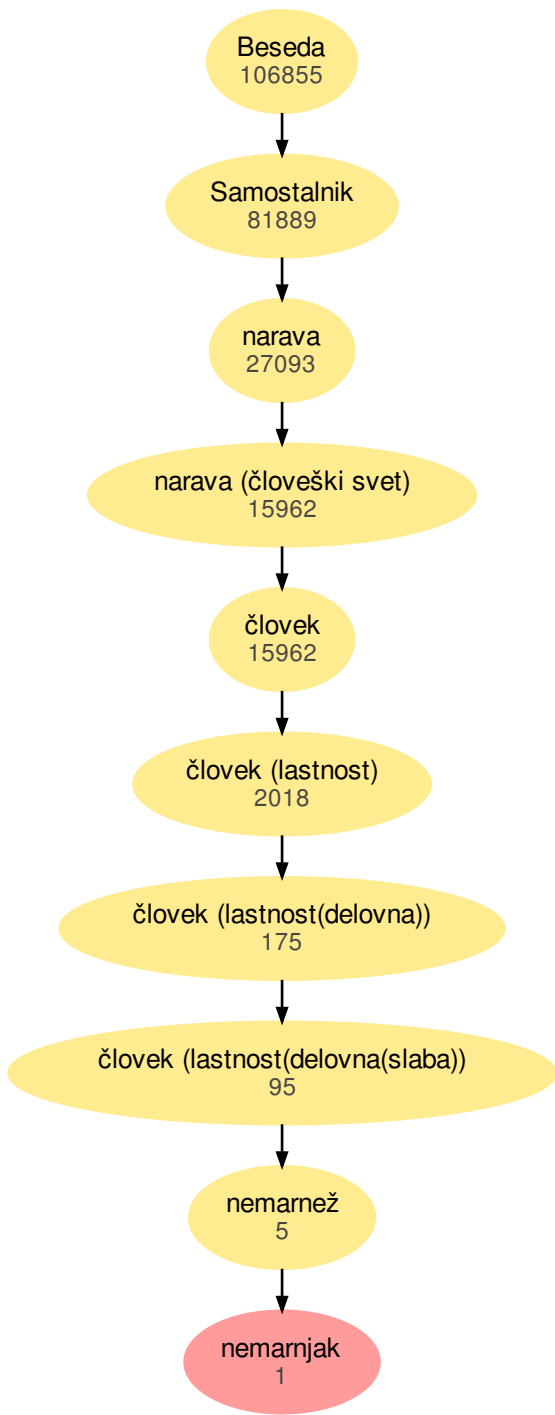 Beseda
106855
Samostalnik
81889
narava
27093
narava (človeški svet)
15962
človek
15962
človek (lastnost)
2018
človek (lastnost(delovna))
175
človek (lastnost(delovna(slaba))
95
nemarnež
5
nemarnjak
1